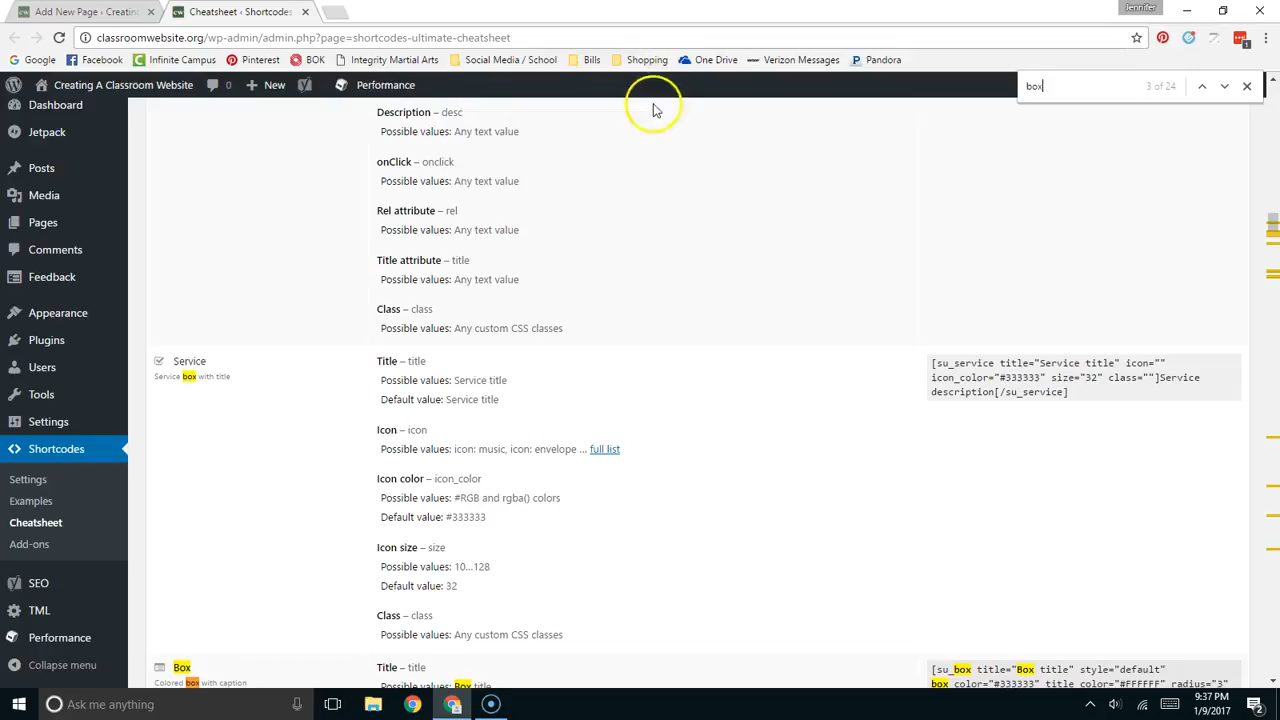 Jennifer
Add New Page ‹ Creatin
Cheatsheet ‹ Shortcodes
classroomwebsite.org/wp-admin/admin.php?page=shortcodes-ultimate-cheatsheet
Google Facebook Infinite Campus Pinterest BOK Integrity Martial Arts Social Media / School Bills Shopping One Drive Verizon Messages Pandora
Creating A Classroom Website 0 New Performance
box 3 of 24
Dashboard
Jetpack
Posts
Media
Pages
Comments
Feedback
Appearance
Plugins
Users
Tools
Settings
Shortcodes
Settings
Examples
Cheatsheet
Add-ons
SEO
TML
Performance
Collapse menu
Description – desc
Possible values: Any text value
onClick – onclick
Possible values: Any text value
Rel attribute – rel
Possible values: Any text value
Title attribute – title
Possible values: Any text value
Class – class
Possible values: Any custom CSS classes
Service
Service box with title
Title – title
Possible values: Service title
Default value: Service title
Icon – icon
Possible values: icon: music, icon: envelope ... full list
Icon color – icon_color
Possible values: #RGB and rgba() colors
Default value: #333333
Icon size – size
Possible values: 10...128
Default value: 32
Class – class
Possible values: Any custom CSS classes
[su_service title="Service title" icon=""
icon_color="#333333" size="32" class=""]Service
description[/su_service]
Box
Colored box with caption
Title – title
Possible values: Box title
[su_box title="Box title" style="default"
box_color="#333333" title_color="#FFFFFF" radius="3"
Ask me anything
9:37 PM
1/9/2017
2